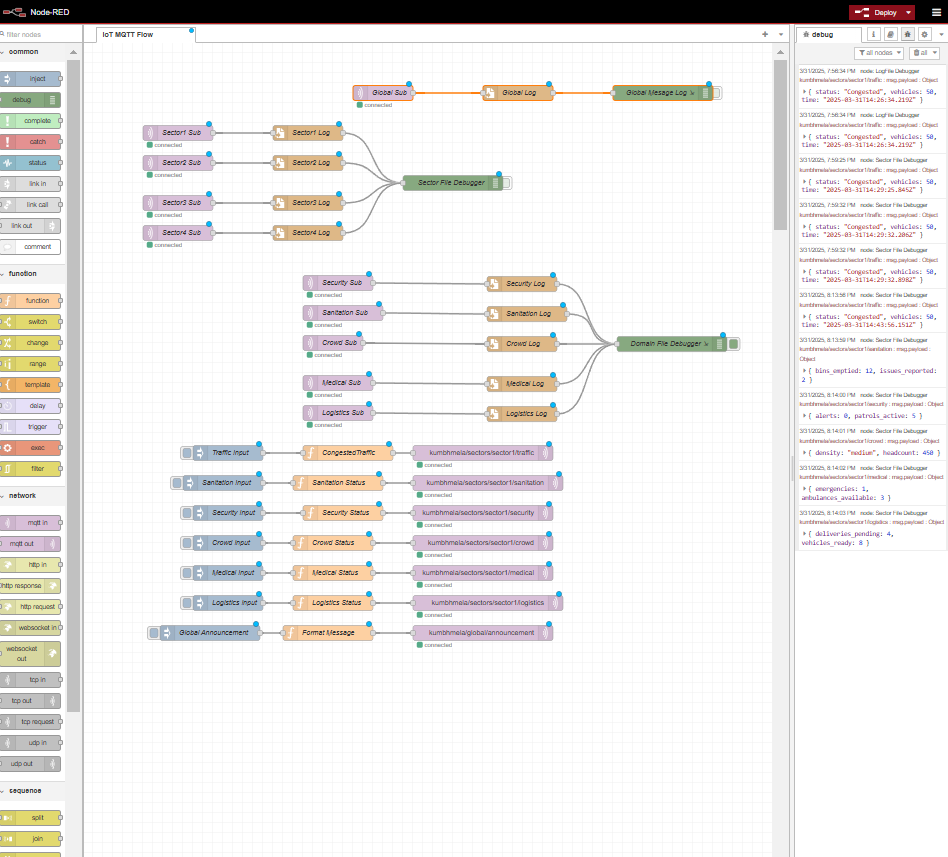 Node-RED
Deploy
filter nodes
common
inject
debug
complete
catch
status
link in
link call
link out
comment
function
function
switch
change
range
template
delay
trigger
exec
filter
network
mqtt in
mqtt out
http in
http response
http request
websocket in
websocket
out
tcp in
tcp out
tcp request
udp in
udp out
sequence
split
join
IoT MQTT Flow
Global Sub
connected
Global Log
Global Mesage Log
Sector1 Sub
connected
Sector1 Log
Sector2 Sub
connected
Sector2 Log
Sector File Debugger
Sector3 Sub
connected
Sector3 Log
Sector4 Sub
connected
Sector4 Log
Security Sub
connected
Security Log
Sanitation Sub
connected
Sanitation Log
Crowd Sub
connected
Crowd Log
Domain File Debugger
Medical Sub
connected
Medical Log
Logistics Sub
connected
Logistics Log
Traffic Input
CongestedTraffic
kumbhmela/sectors/sector1/traffic
connected
Sanitation Input
Sanitation Status
kumbhmela/sectors/sector1/sanitation
connected
Security Input
Security Status
kumbhmela/sectors/sector1/security
connected
Crowd Input
Crowd Status
kumbhmela/sectors/sector1/crowd
connected
Medical Input
Medical Status
kumbhmela/sectors/sector1/medical
connected
Logistics Input
Logistics Status
kumbhmela/sectors/sector1/logistics
connected
Global Announcement
Format Message
kumbhmela/global/announcement
connected
debug
all nodes
all
3/31/2025, 7:56:34 PM node: LogFile Debugger
kumbhmela/sectors/sector1/traffic : msg.payload : Object
{ status: "Congested", vehicles: 50,
time: "2025-03-31T14:26:34.219Z" }
3/31/2025, 7:56:34 PM node: LogFile Debugger
kumbhmela/sectors/sector1/traffic : msg.payload : Object
{ status: "Congested", vehicles: 50,
time: "2025-03-31T14:26:34.219Z" }
3/31/2025, 7:59:25 PM node: Sector File Debugger
kumbhmela/sectors/sector1/traffic : msg.payload : Object
{ status: "Congested", vehicles: 50,
time: "2025-03-31T14:29:25.845Z" }
3/31/2025, 7:59:32 PM node: Sector File Debugger
kumbhmela/sectors/sector1/traffic : msg.payload : Object
{ status: "Congested", vehicles: 50,
time: "2025-03-31T14:29:32.206Z" }
3/31/2025, 7:59:32 PM node: Sector File Debugger
kumbhmela/sectors/sector1/traffic : msg.payload : Object
{ status: "Congested", vehicles: 50,
time: "2025-03-31T14:29:32.898Z" }
3/31/2025, 8:13:56 PM node: Sector File Debugger
kumbhmela/sectors/sector1/traffic : msg.payload : Object
{ status: "Congested", vehicles: 50,
time: "2025-03-31T14:43:56.151Z" }
3/31/2025, 8:13:59 PM node: Sector File Debugger
kumbhmela/sectors/sector1/sanitation : msg.payload :
Object
{ bins_emptied: 12, issues_reported:
2 }
3/31/2025, 8:14:00 PM node: Sector File Debugger
kumbhmela/sectors/sector1/security : msg.payload : Object
{ alerts: 0, patrols_active: 5 }
3/31/2025, 8:14:01 PM node: Sector File Debugger
kumbhmela/sectors/sector1/crowd : msg.payload : Object
{ density: "medium", headcount: 450 }
3/31/2025, 8:14:02 PM node: Sector File Debugger
kumbhmela/sectors/sector1/medical : msg.payload : Object
{ emergencies: 1,
ambulances_available: 3 }
3/31/2025, 8:14:03 PM node: Sector File Debugger
kumbhmela/sectors/sector1/logistics : msg.payload : Object
{ deliveries_pending: 4,
vehicles_ready: 8 }